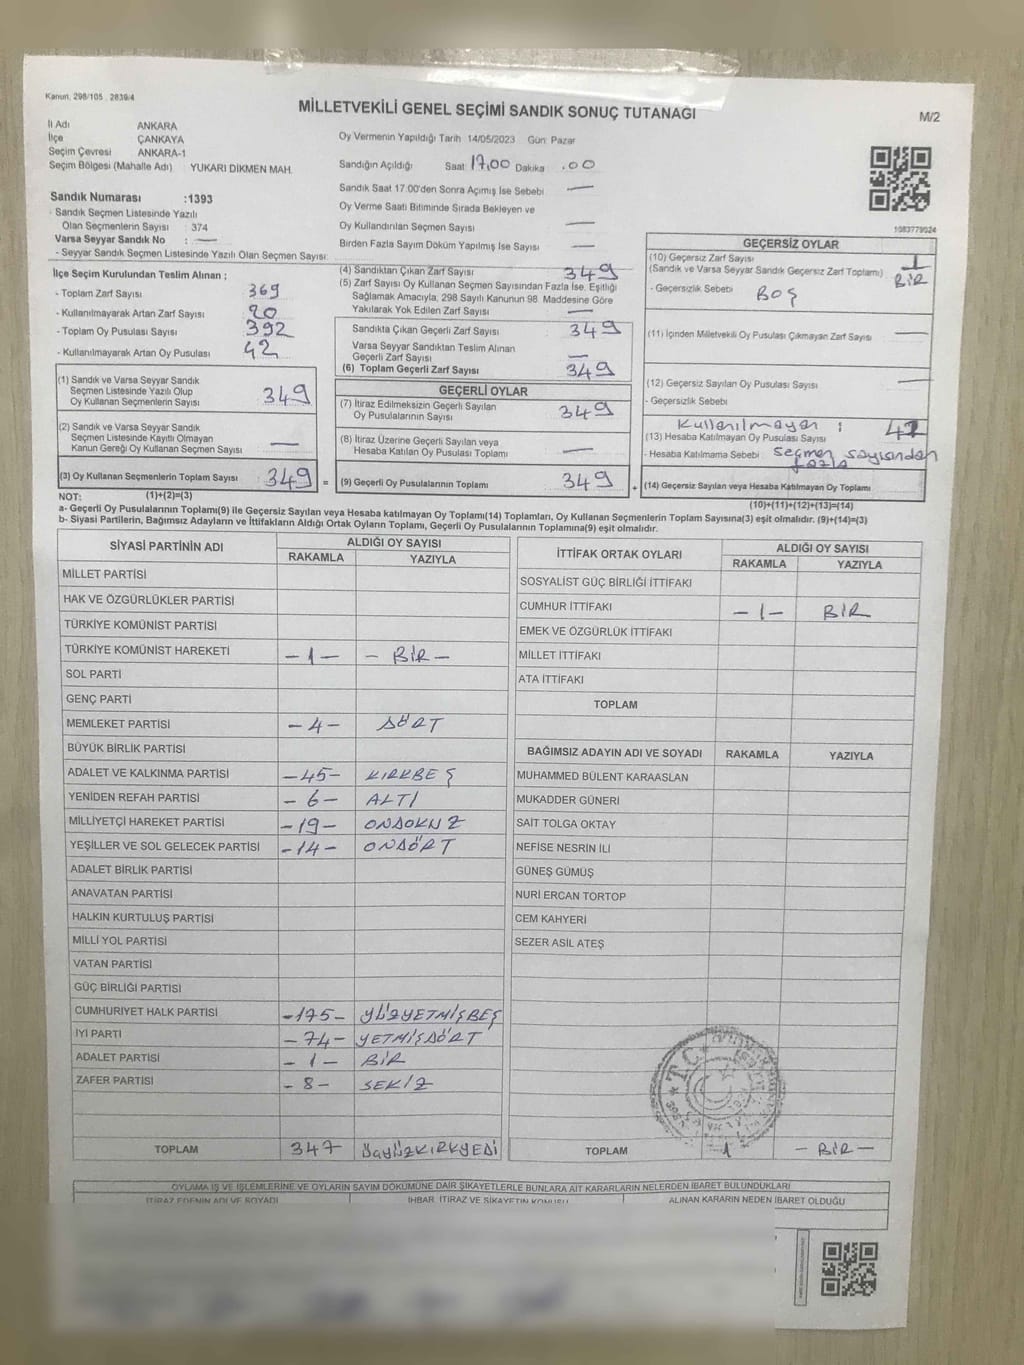 Kanun, 298/105 , 2839/4
MİLLETVEKİLİ GENEL SEÇİMİ SANDIK SONUÇ TUTANAĞI
M/2
İl Adı ANKARA
İlçe ÇANKAYA
Seçim Çevresi ANKARA-1
Seçim Bölgesi (Mahalle Adı) YUKARI DİKMEN MAH.
Oy Vermenin Yapıldığı Tarih 14/05/2023 Gün: Pazar
Sandığın Açıldığı Saat 17.00 Dakika .00
Sandık Saat 17.00'den Sonra Açımış İse Sebebi —
Oy Verme Saati Bitiminde Sırada Bekleyen ve
Oy Kullandırılan Seçmen Sayısı —
Birden Fazla Sayım Döküm Yapılmış İse Sayısı —
1083779024
Sandık Numarası :1393
- Sandık Seçmen Listesinde Yazılı
Olan Seçmenlerin Sayısı : 374
Varsa Seyyar Sandık No : —
- Seyyar Sandık Seçmen Listesinde Yazılı Olan Seçmen Sayısı:
İlçe Seçim Kurulundan Teslim Alınan ;
- Toplam Zarf Sayısı 369
- Kullanılmayarak Artan Zarf Sayısı 20
- Toplam Oy Pusulası Sayısı 392
- Kullanılmayarak Artan Oy Pusulası 42
(1) Sandık ve Varsa Seyyar Sandık
Seçmen Listesinde Yazılı Olup
Oy Kullanan Seçmenlerin Sayısı 349
(2) Sandık ve Varsa Seyyar Sandık
Seçmen Listesinde Kayıtlı Olmayan
Kanun Gereği Oy Kullanan Seçmen Sayısı —
(3) Oy Kullanan Seçmenlerin Toplam Sayısı 349 =
(1)+(2)=(3)
(4) Sandıktan Çıkan Zarf Sayısı 349
(5) Zarf Sayısı Oy Kullanan Seçmen Sayısından Fazla İse, Eşitliği
Sağlamak Amacıyla, 298 Sayılı Kanunun 98. Maddesine Göre
Yakılarak Yok Edilen Zarf Sayısı —
Sandıkta Çıkan Geçerli Zarf Sayısı 349
Varsa Seyyar Sandıktan Teslim Alınan
Geçerli Zarf Sayısı —
(6) Toplam Geçerli Zarf Sayısı 349
GEÇERLİ OYLAR
(7) İtiraz Edilmeksizin Geçerli Sayılan
Oy Pusulalarının Sayısı 349
(8) İtiraz Üzerine Geçerli Sayılan veya
Hesaba Katılan Oy Pusulası Toplamı —
(9) Geçerli Oy Pusulalarının Toplamı 349 +
GEÇERSİZ OYLAR
(10) Geçersiz Zarf Sayısı 1
(Sandık ve Varsa Seyyar Sandık Geçersiz Zarf Toplamı) BİR
- Geçersizlik Sebebi BOŞ
(11) İçinden Milletvekili Oy Pusulası Çıkmayan Zarf Sayısı —
(12) Geçersiz Sayılan Oy Pusulası Sayısı —
- Geçersizlik Sebebi
Kullanılmayan :
(13) Hesaba Katılmayan Oy Pusulası Sayısı 42
- Hesaba Katılmama Sebebi seçmen sayısından
fazla
(14) Geçersiz Sayılan veya Hesaba Katılmayan Oy Toplamı
(10)+(11)+(12)+(13)=(14)
NOT:
a- Geçerli Oy Pusulalarının Toplamı(9) ile Geçersiz Sayılan veya Hesaba katılmayan Oy Toplamı(14) Toplamları, Oy Kullanan Seçmenlerin Toplam Sayısına(3) eşit olmalıdır. (9)+(14)=(3)
b- Siyasi Partilerin, Bağımsız Adayların ve İttifakların Aldığı Ortak Oyların Toplamı, Geçerli Oy Pusulalarının Toplamına(9) eşit olmalıdır.
SİYASİ PARTİNİN ADI
ALDIĞI OY SAYISI
RAKAMLA YAZIYLA
MİLLET PARTİSİ
HAK VE ÖZGÜRLÜKLER PARTİSİ
TÜRKİYE KOMÜNİST PARTİSİ
TÜRKİYE KOMÜNİST HAREKETİ -1- - BİR -
SOL PARTİ
GENÇ PARTİ
MEMLEKET PARTİSİ -4- DÖRT
BÜYÜK BİRLİK PARTİSİ
ADALET VE KALKINMA PARTİSİ -45- KIRKBEŞ
YENİDEN REFAH PARTİSİ -6- ALTI
MİLLİYETÇİ HAREKET PARTİSİ -19- ONDOKUZ
YEŞİLLER VE SOL GELECEK PARTİSİ -14- ONDÖRT
ADALET BİRLİK PARTİSİ
ANAVATAN PARTİSİ
HALKIN KURTULUŞ PARTİSİ
MİLLİ YOL PARTİSİ
VATAN PARTİSİ
GÜÇ BİRLİĞİ PARTİSİ
CUMHURİYET HALK PARTİSİ -175- YÜZYETMİŞBEŞ
İYİ PARTİ -74- YETMİŞDÖRT
ADALET PARTİSİ -1- BİR
ZAFER PARTİSİ -8- SEKİZ
TOPLAM 347 ÜÇYÜZKIRKYEDİ
İTTİFAK ORTAK OYLARI
ALDIĞI OY SAYISI
RAKAMLA YAZIYLA
SOSYALİST GÜÇ BİRLİĞİ İTTİFAKI
CUMHUR İTTİFAKI -1- BİR
EMEK VE ÖZGÜRLÜK İTTİFAKI
MİLLET İTTİFAKI
ATA İTTİFAKI
TOPLAM
BAĞIMSIZ ADAYIN ADI VE SOYADI RAKAMLA YAZIYLA
MUHAMMED BÜLENT KARAASLAN
MUKADDER GÜNERİ
SAİT TOLGA OKTAY
NEFİSE NESRİN İLİ
GÜNEŞ GÜMÜŞ
NURİ ERCAN TORTOP
CEM KAHYERİ
SEZER ASİL ATEŞ
T.C.
TOPLAM 1 - BİR -
OYLAMA İŞ VE İŞLEMLERİNE VE OYLARIN SAYIM DÖKÜMÜNE DAİR ŞİKAYETLERLE BUNLARA AİT KARARLARIN NELERDEN İBARET BULUNDUKLARI
İTİRAZ EDENİN ADI VE SOYADI İHBAR, İTİRAZ VE ŞİKAYETİN KONUSU ALINAN KARARIN NEDEN İBARET OLDUĞU